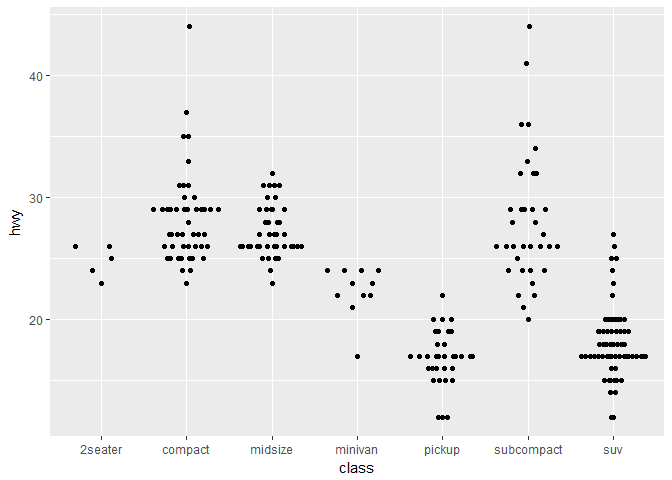 40
30
20
hwy
2seater compact midsize minivan pickup subcompact suv
class